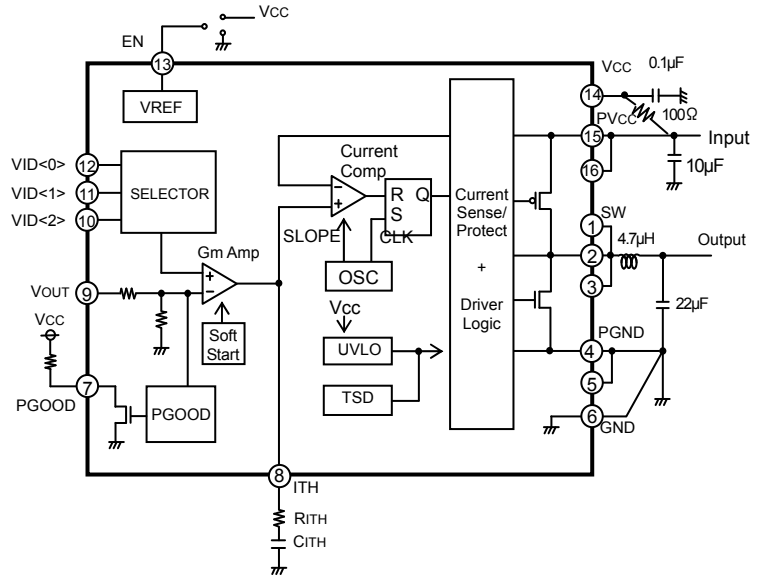 VCC
EN
13
VREF
VCC
0.1µF
14
100Ω
PVCC
15
Input
10µF
16
VID<0>
12
VID<1>
11
VID<2>
10
SELECTOR
Current
Comp
R Q
S
SLOPE
CLK
OSC
Current
Sense/
Protect
+
Driver
Logic
SW
1
4.7µH
Output
2
3
22µF
Gm Amp
VOUT
9
Soft
Start
VCC
UVLO
TSD
PGND
4
5
6
GND
VCC
7
PGOOD
PGOOD
8
ITH
RITH
CITH
+
-
-
+